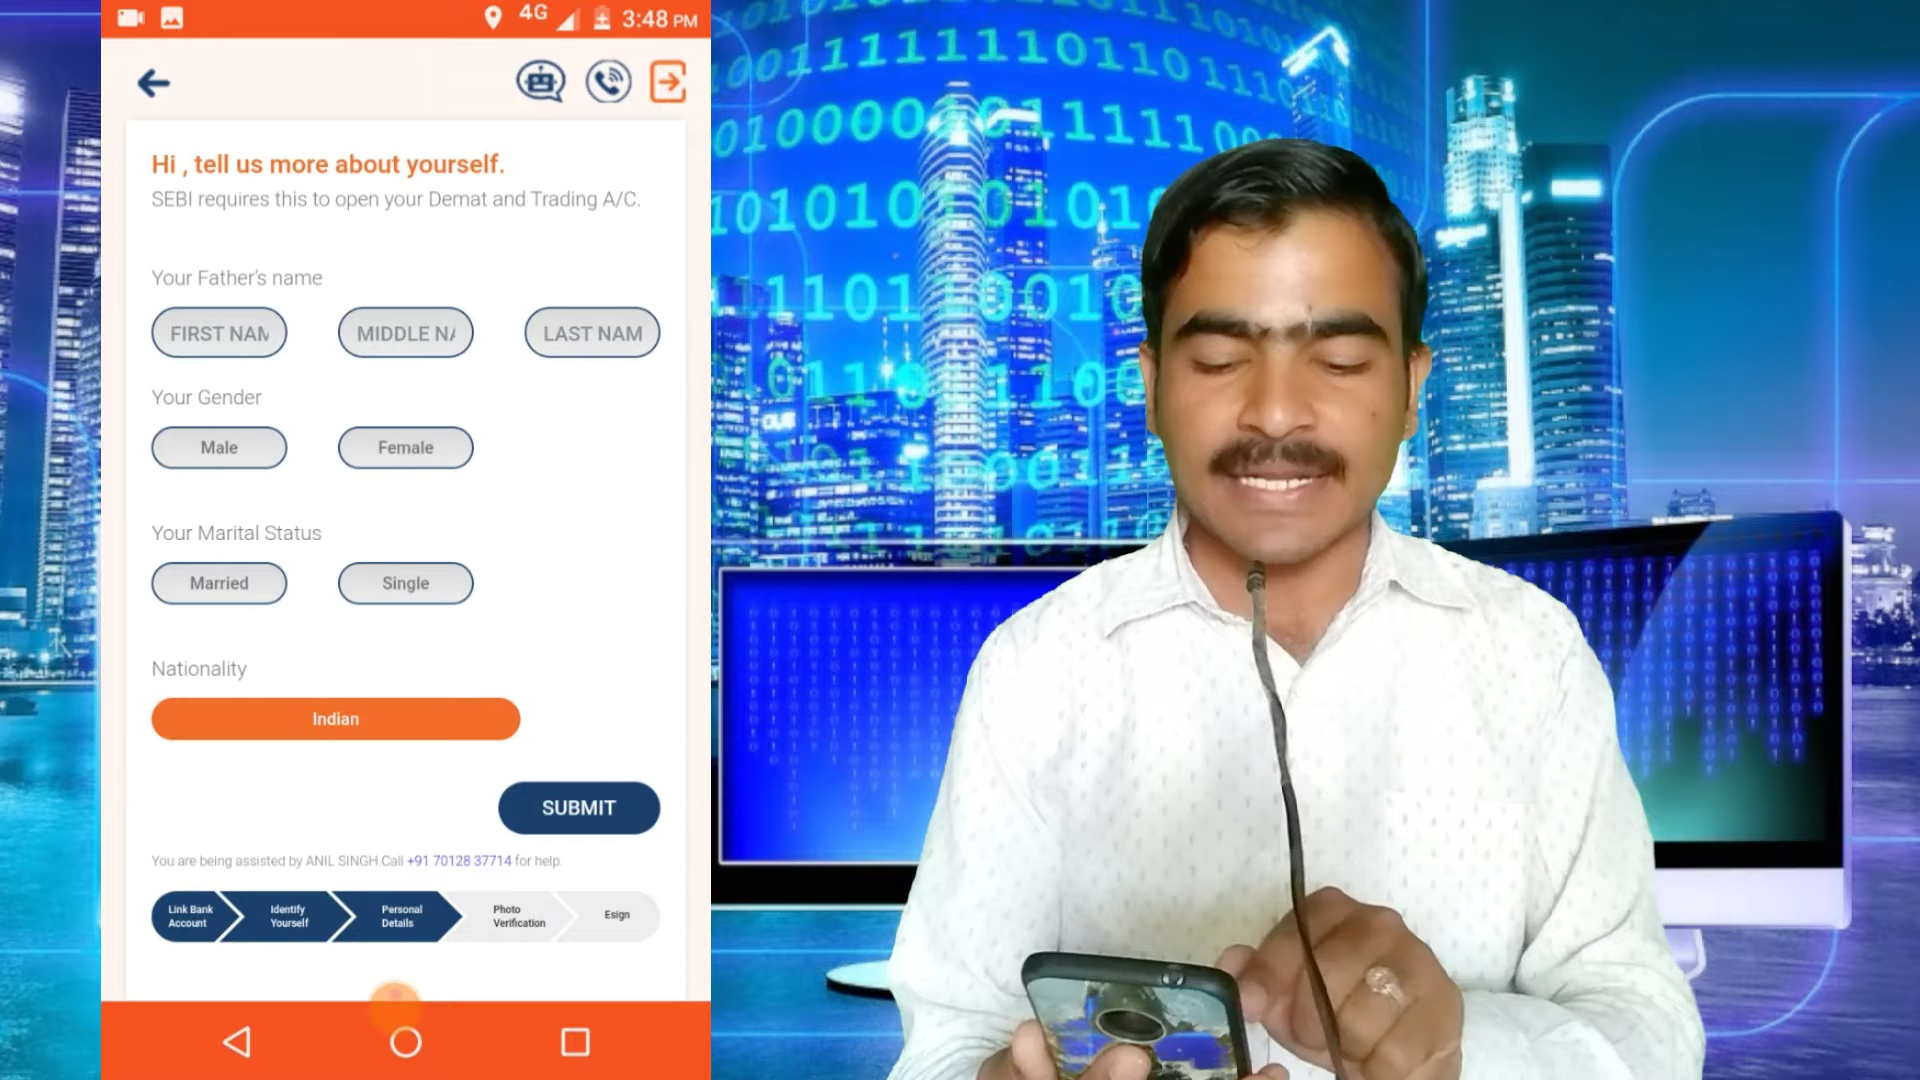 4G 3:48 PM
Hi , tell us more about yourself.
SEBI requires this to open your Demat and Trading A/C.
Your Father's name
FIRST NAM MIDDLE NA LAST NAM
Your Gender
Male Female
Your Marital Status
Married Single
Nationality
Indian
SUBMIT
You are being assisted by ANIL SINGH.Call +91 70128 37714 for help.
Link Bank Account
Identify Yourself
Personal Details
Photo Verification
Esign